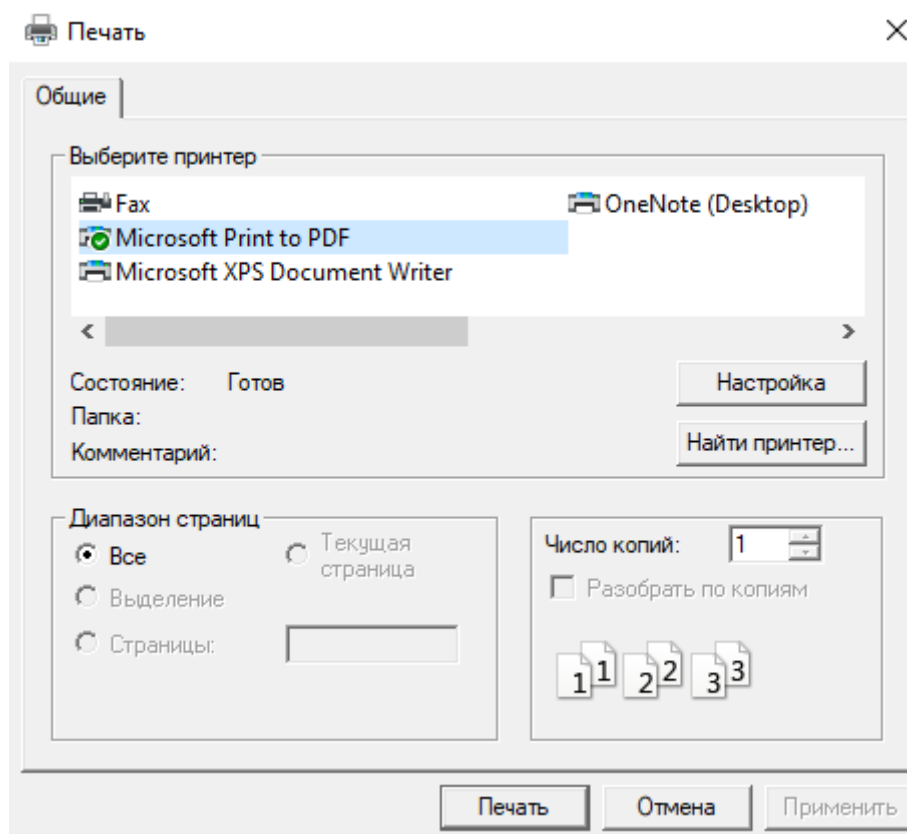 Печать
Общие
Выберите принтер
Fax
OneNote (Desktop)
Microsoft Print to PDF
Microsoft XPS Document Writer
Состояние: Готов
Настройка
Папка:
Комментарий:
Найти принтер...
Диапазон страниц
Все
Текущая
страница
Выделение
Страницы:
Число копий: 1
Разобрать по копиям
1 1 2 2 3 3
Печать
Отмена
Применить